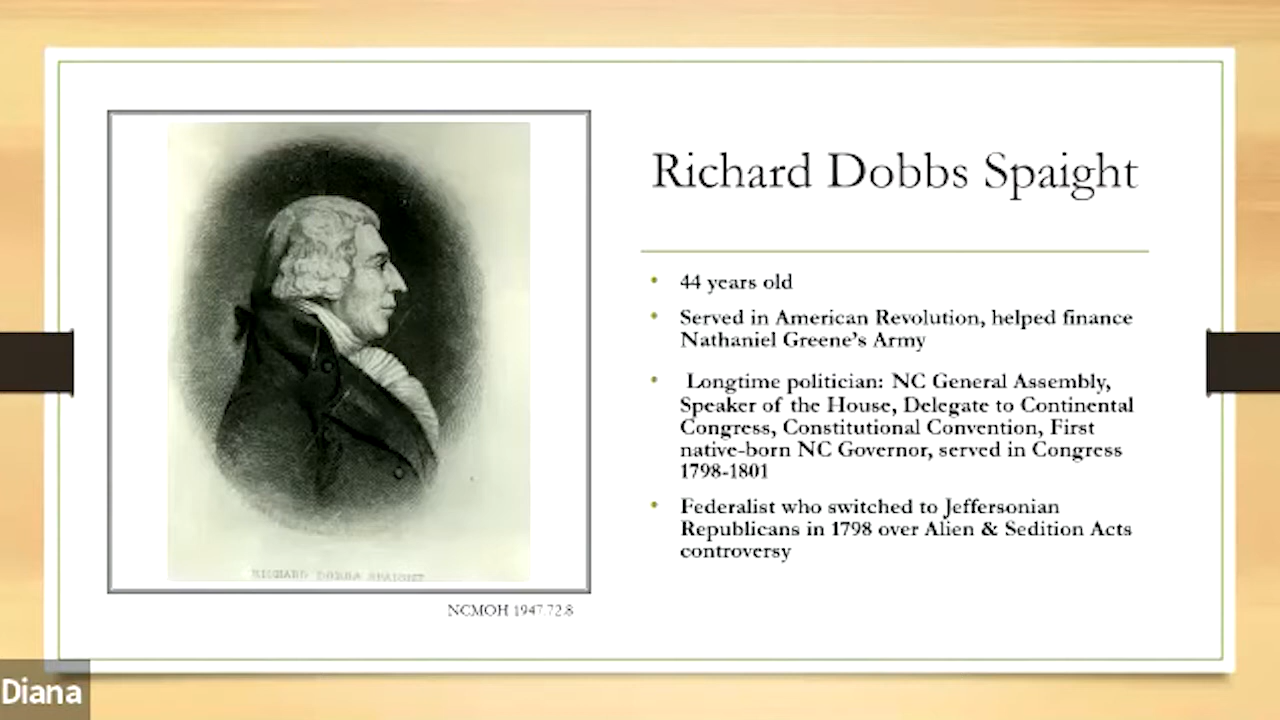 Richard Dobbs Spaight
• 44 years old
• Served in American Revolution, helped finance
Nathaniel Greene's Army
• Longtime politician: NC General Assembly,
Speaker of the House, Delegate to Continental
Congress, Constitutional Convention, First
native-born NC Governor, served in Congress
1798-1801
• Federalist who switched to Jeffersonian
Republicans in 1798 over Alien & Sedition Acts
controversy
RICHARD DOBBS SPAIGHT
NCMOH 1947.72.8
Diana